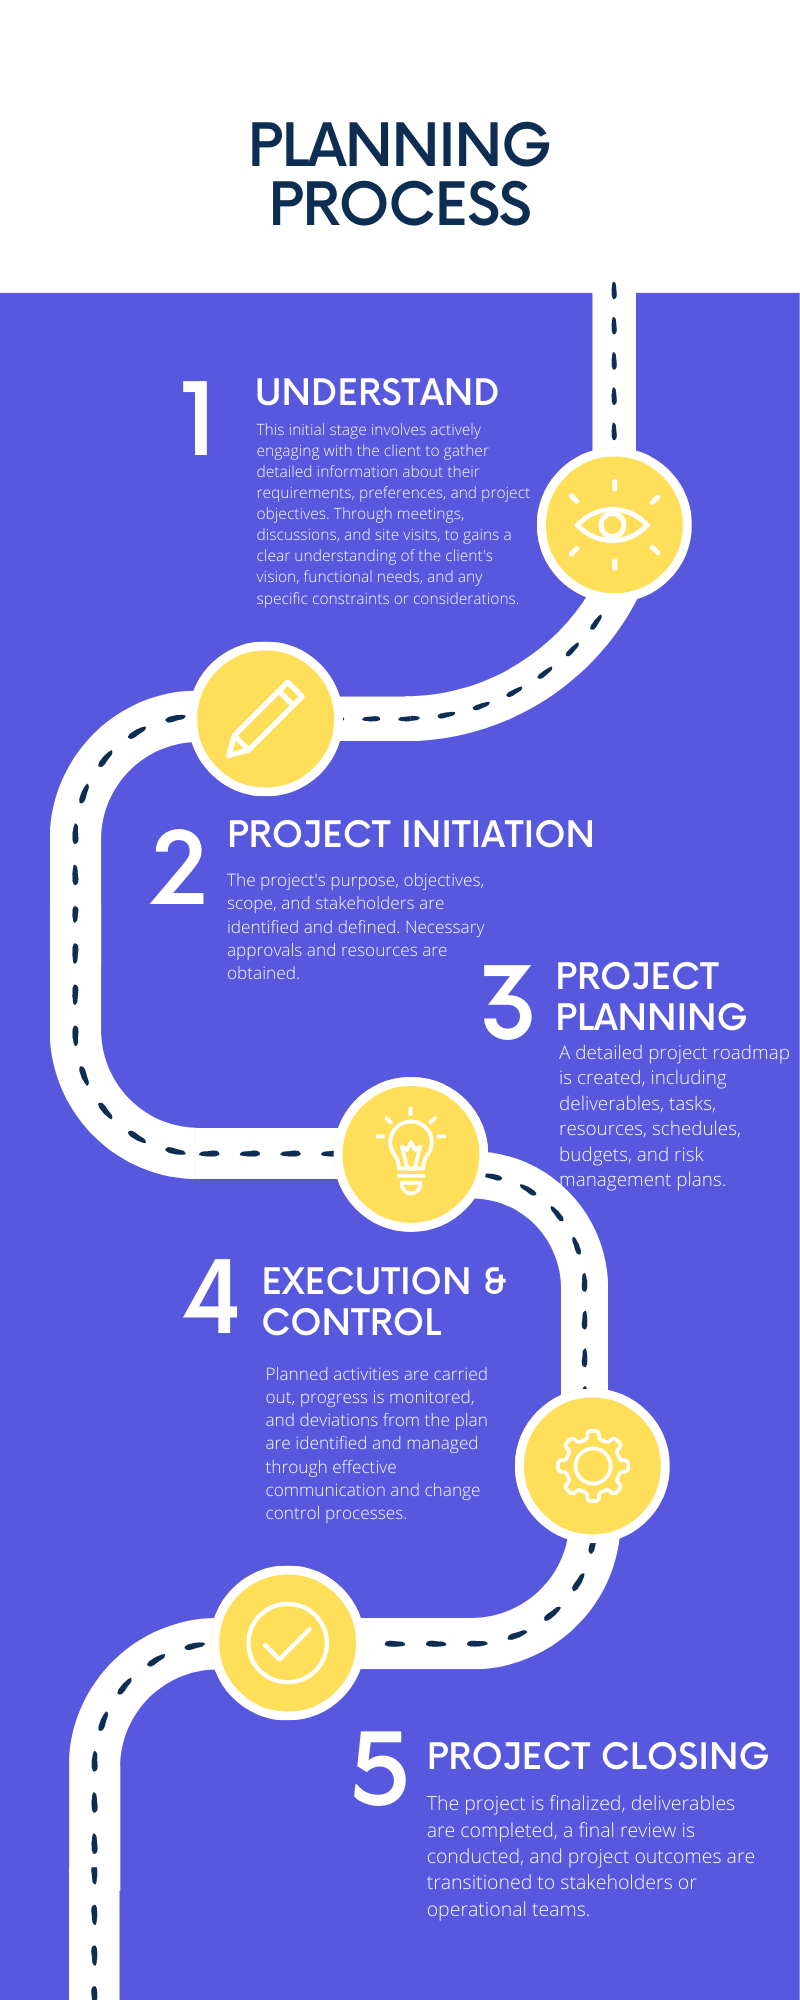 PLANNING
PROCESS
1
UNDERSTAND
This initial stage involves actively
engaging with the client to gather
detailed information about their
requirements, preferences, and project
objectives. Through meetings,
discussions, and site visits, to gains a
clear understanding of the client's
vision, functional needs, and any
specific constraints or considerations.
2
PROJECT INITIATION
The project's purpose, objectives,
scope, and stakeholders are
identified and defined. Necessary
approvals and resources are
obtained.
3
PROJECT
PLANNING
A detailed project roadmap
is created, including
deliverables, tasks,
resources, schedules,
budgets, and risk
management plans.
4
EXECUTION &
CONTROL
Planned activities are carried
out, progress is monitored,
and deviations from the plan
are identified and managed
through effective
communication and change
control processes.
5
PROJECT CLOSING
The project is finalized, deliverables
are completed, a final review is
conducted, and project outcomes are
transitioned to stakeholders or
operational teams.